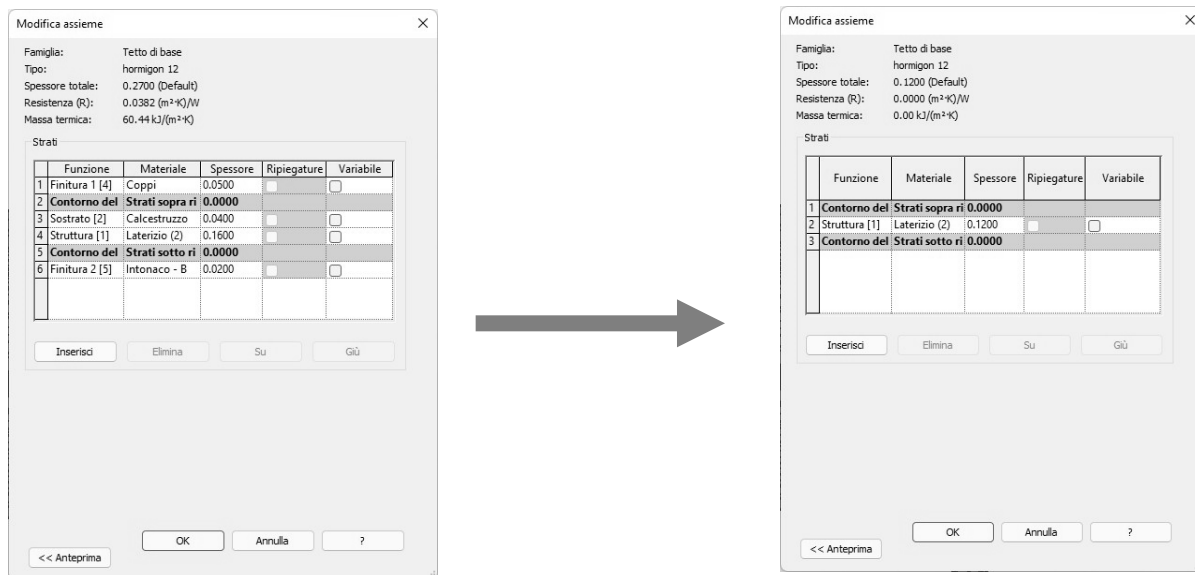 Modifica assieme
Famiglia: Tetto di base
Tipo: hormigon 12
Spessore totale: 0.2700 (Default)
Resistenza (R): 0.0382 (m²·K)/W
Massa termica: 60.44 kJ/(m²·K)
Strati
Funzione Materiale Spessore Ripiegature Variabile
1 Finitura 1 [4] Coppi 0.0500
2 Contorno del Strati sopra ri 0.0000
3 Sostrato [2] Calcestruzzo 0.0400
4 Struttura [1] Laterizio (2) 0.1600
5 Contorno del Strati sotto ri 0.0000
6 Finitura 2 [5] Intonaco - B 0.0200
Inserisci Elimina Su Giù
OK Annulla ?
<< Anteprima
Modifica assieme
Famiglia: Tetto di base
Tipo: hormigon 12
Spessore totale: 0.1200 (Default)
Resistenza (R): 0.0000 (m²·K)/W
Massa termica: 0.00 kJ/(m²·K)
Strati
Funzione Materiale Spessore Ripiegature Variabile
1 Contorno del Strati sopra ri 0.0000
2 Struttura [1] Laterizio (2) 0.1200
3 Contorno del Strati sotto ri 0.0000
Inserisci Elimina Su Giù
OK Annulla ?
<< Anteprima